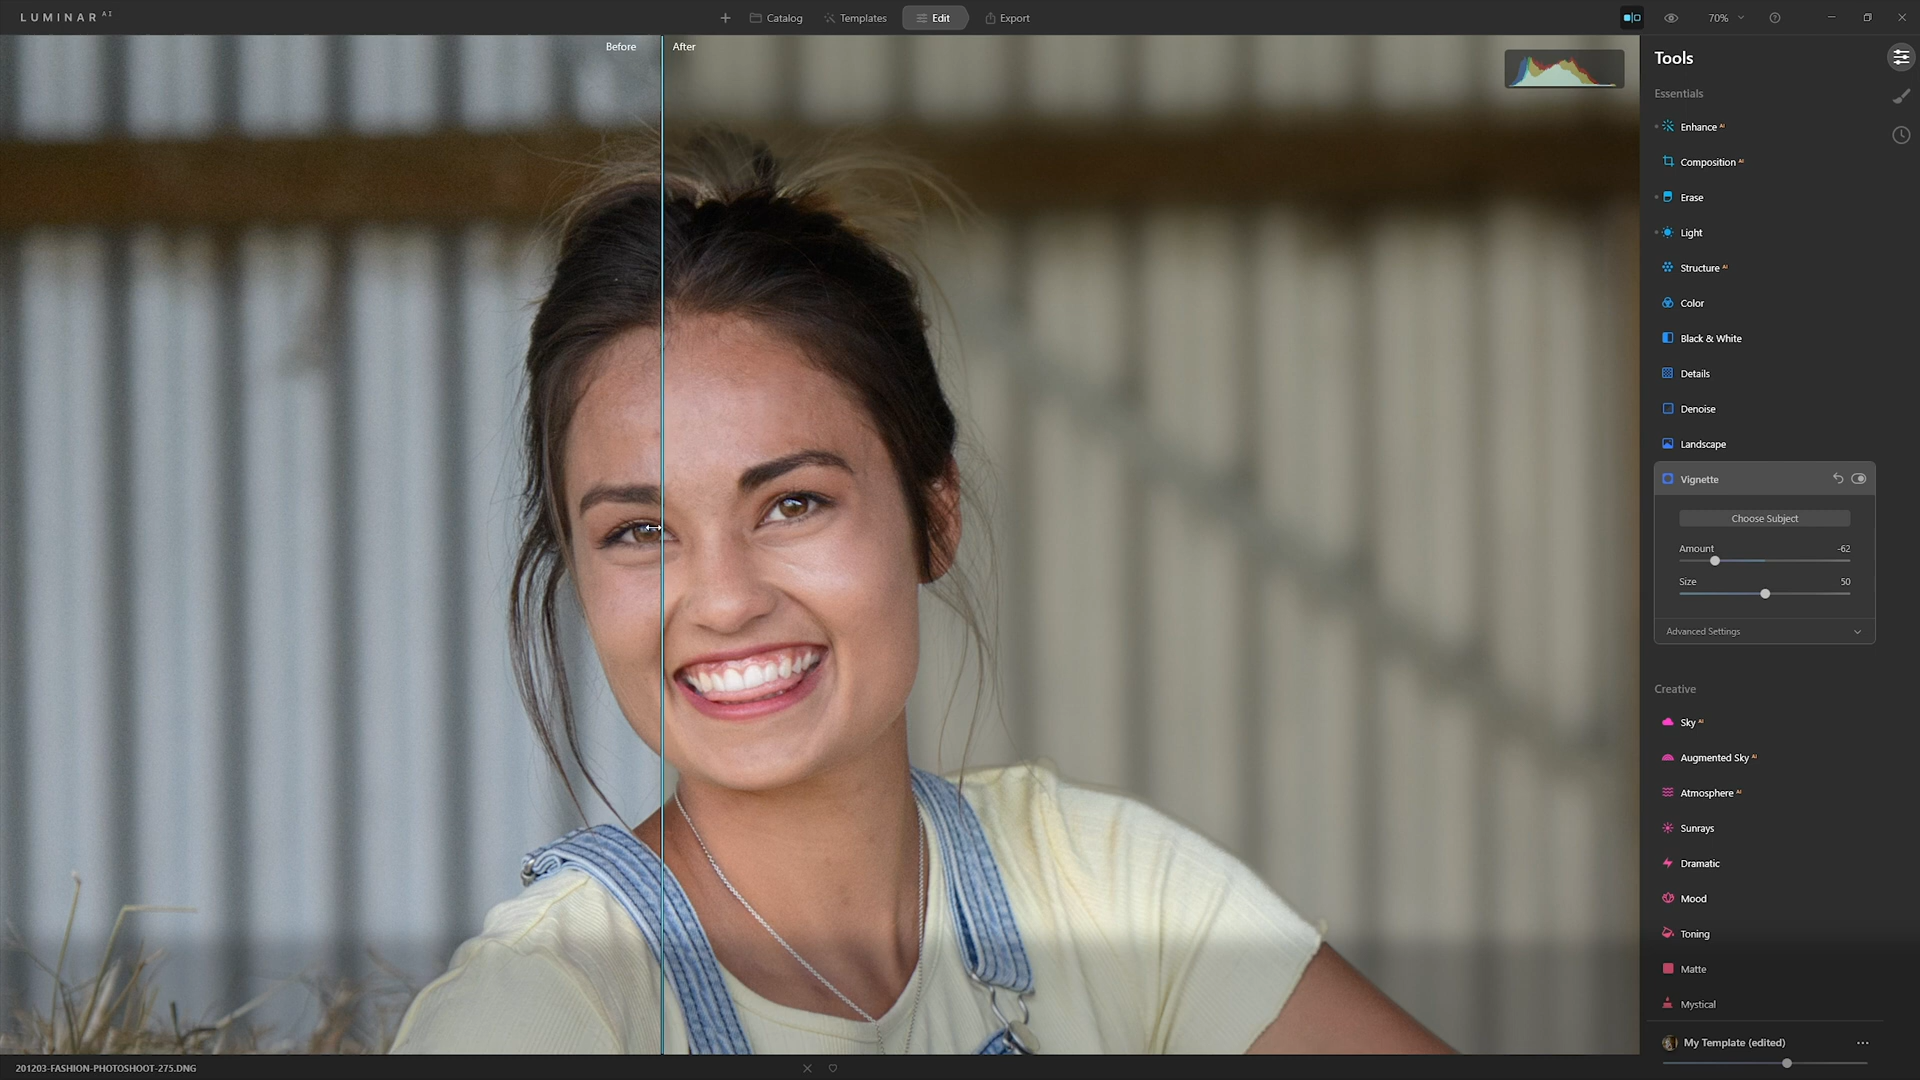 LUMINAR AI
Catalog
Templates
Edit
Export
70%
Before
After
Tools
Essentials
Enhance AI
Composition AI
Erase
Light
Structure AI
Color
Black & White
Details
Denoise
Landscape
Vignette
Choose Subject
Amount -62
Size 50
Advanced Settings
Creative
Sky AI
Augmented Sky AI
Atmosphere AI
Sunrays
Dramatic
Mood
Toning
Matte
Mystical
My Template (edited)
201203-FASHION-PHOTOSHOOT-275.DNG